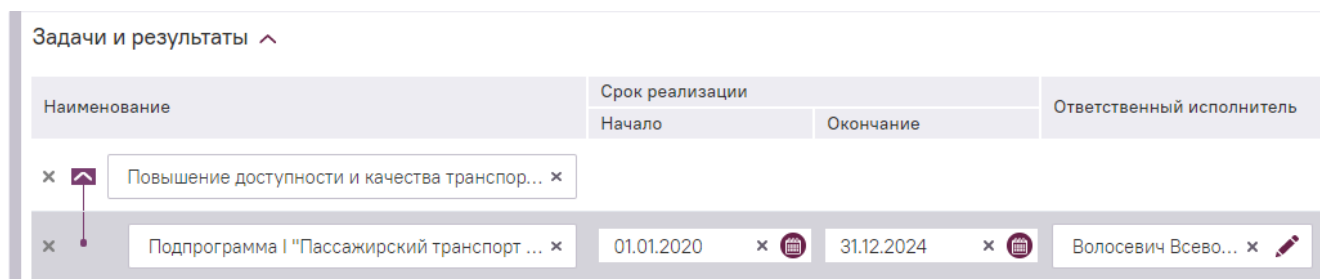 Задачи и результаты
Наименование
Срок реализации
Ответственный исполнитель
Начало
Окончание
Повышение доступности и качества транспор...
Подпрограмма I "Пассажирский транспорт ...
01.01.2020
31.12.2024
Волосевич Всево...